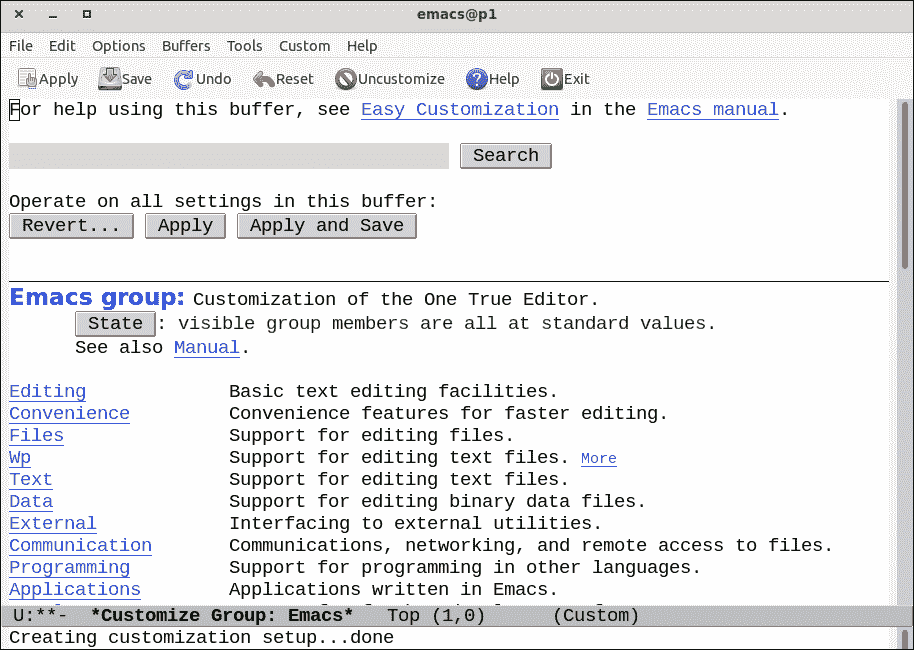 emacs@p1
File Edit Options Buffers Tools Custom Help
Apply Save Undo Reset Uncustomize Help Exit
For help using this buffer, see Easy Customization in the Emacs manual.
Search
Operate on all settings in this buffer:
Revert... Apply Apply and Save
Emacs group: Customization of the One True Editor.
State : visible group members are all at standard values.
See also Manual.
Editing Basic text editing facilities.
Convenience Convenience features for faster editing.
Files Support for editing files.
Wp Support for editing text files. More
Text Support for editing text files.
Data Support for editing binary data files.
External Interfacing to external utilities.
Communication Communications, networking, and remote access to files.
Programming Support for programming in other languages.
Applications Applications written in Emacs.
U:**- *Customize Group: Emacs* Top (1,0) (Custom)
Creating customization setup...done